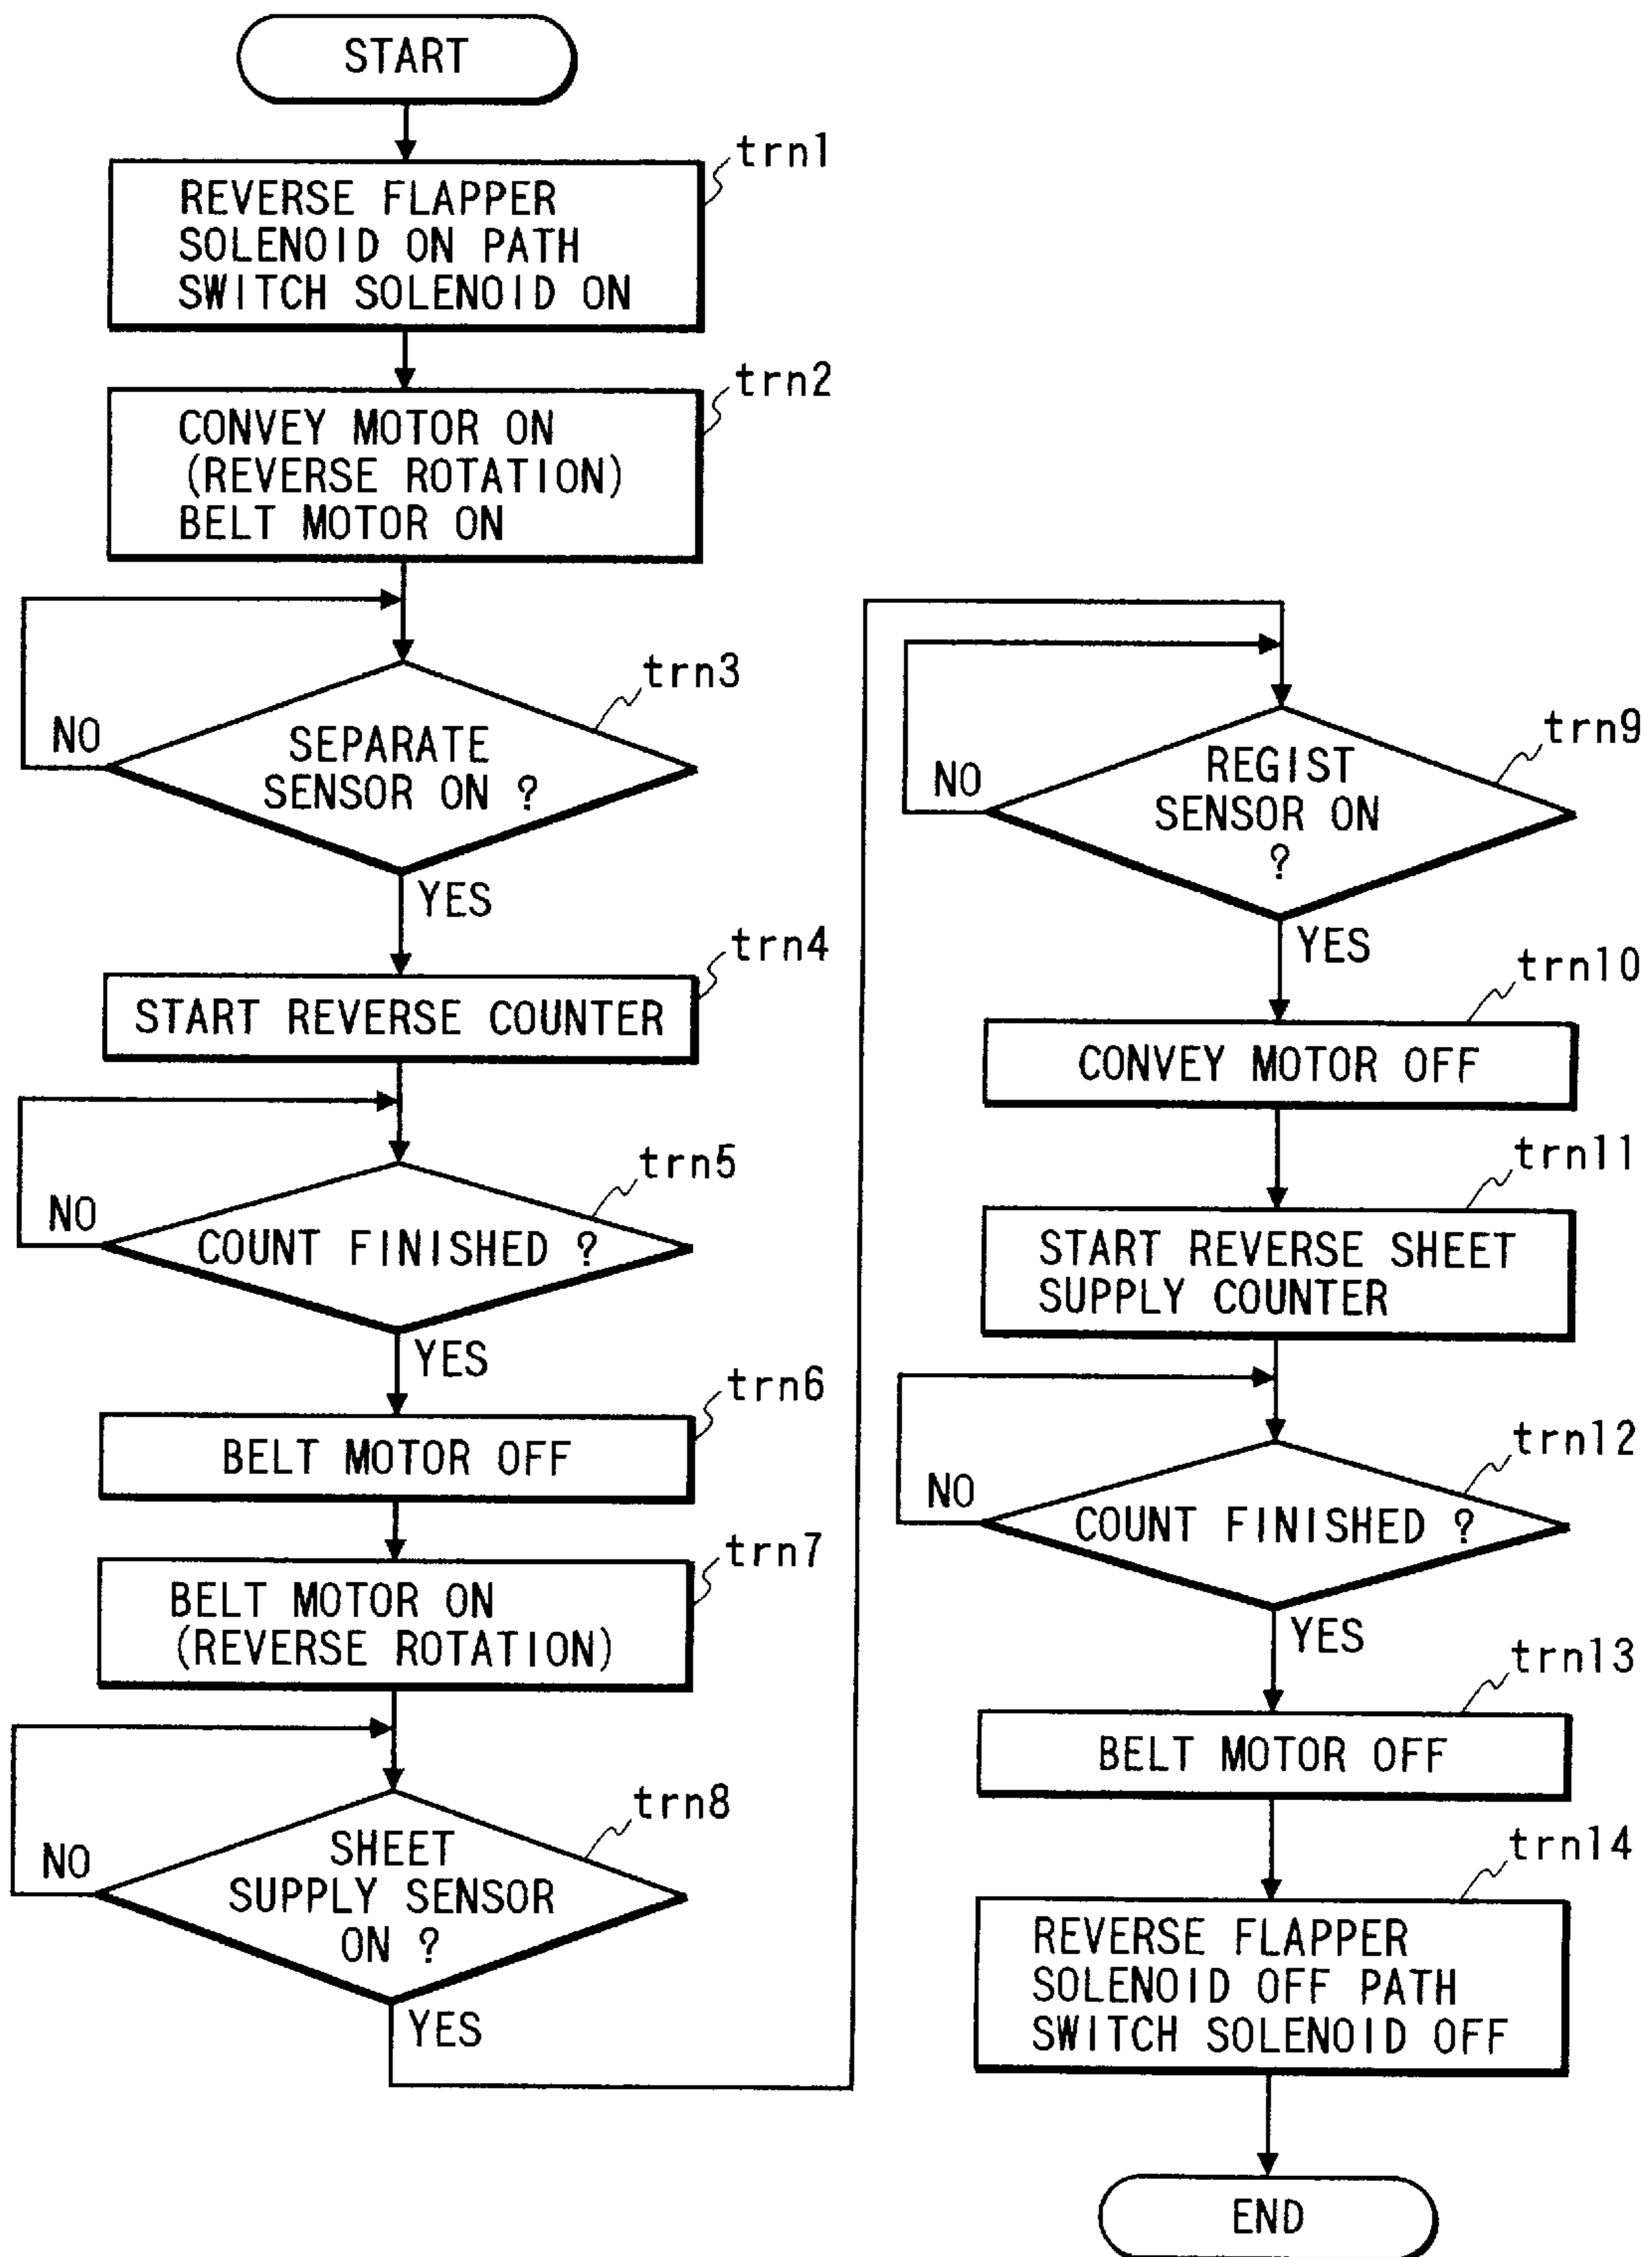 START
trn1
REVERSE FLAPPER
SOLENOID ON PATH
SWITCH SOLENOID ON
trn2
CONVEY MOTOR ON
(REVERSE ROTATION)
BELT MOTOR ON
trn3
NO
SEPARATE
SENSOR ON ?
YES
trn4
START REVERSE COUNTER
trn5
NO
COUNT FINISHED ?
YES
trn6
BELT MOTOR OFF
trn7
BELT MOTOR ON
(REVERSE ROTATION)
trn8
NO
SHEET
SUPPLY SENSOR
ON ?
YES
trn9
NO
REGIST
SENSOR ON
?
YES
trn10
CONVEY MOTOR OFF
trn11
START REVERSE SHEET
SUPPLY COUNTER
trn12
NO
COUNT FINISHED ?
YES
trn13
BELT MOTOR OFF
trn14
REVERSE FLAPPER
SOLENOID OFF PATH
SWITCH SOLENOID OFF
END